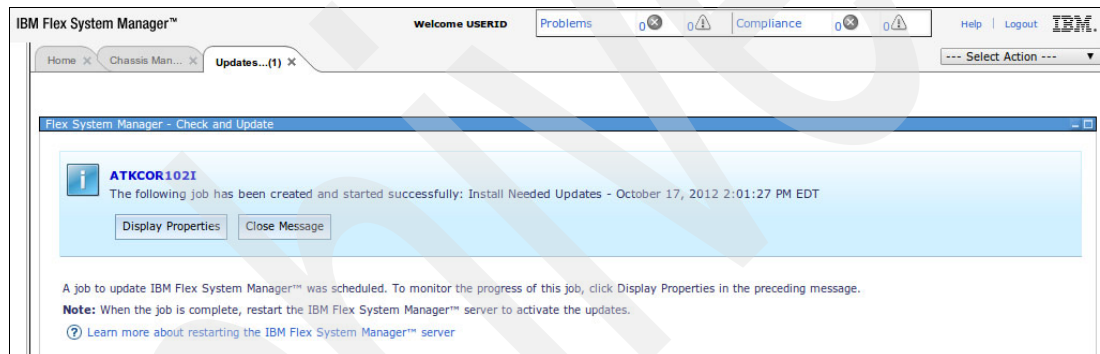 IBM Flex System Manager™ Welcome USERID Problems 0 0 Compliance 0 0 Help | Logout IBM.
Home Chassis Man... Updates...(1) --- Select Action ---
Flex System Manager - Check and Update
ATKCOR102I
The following job has been created and started successfully: Install Needed Updates - October 17, 2012 2:01:27 PM EDT
Display Properties Close Message
A job to update IBM Flex System Manager™ was scheduled. To monitor the progress of this job, click Display Properties in the preceding message.
Note: When the job is complete, restart the IBM Flex System Manager™ server to activate the updates.
? Learn more about restarting the IBM Flex System Manager™ server